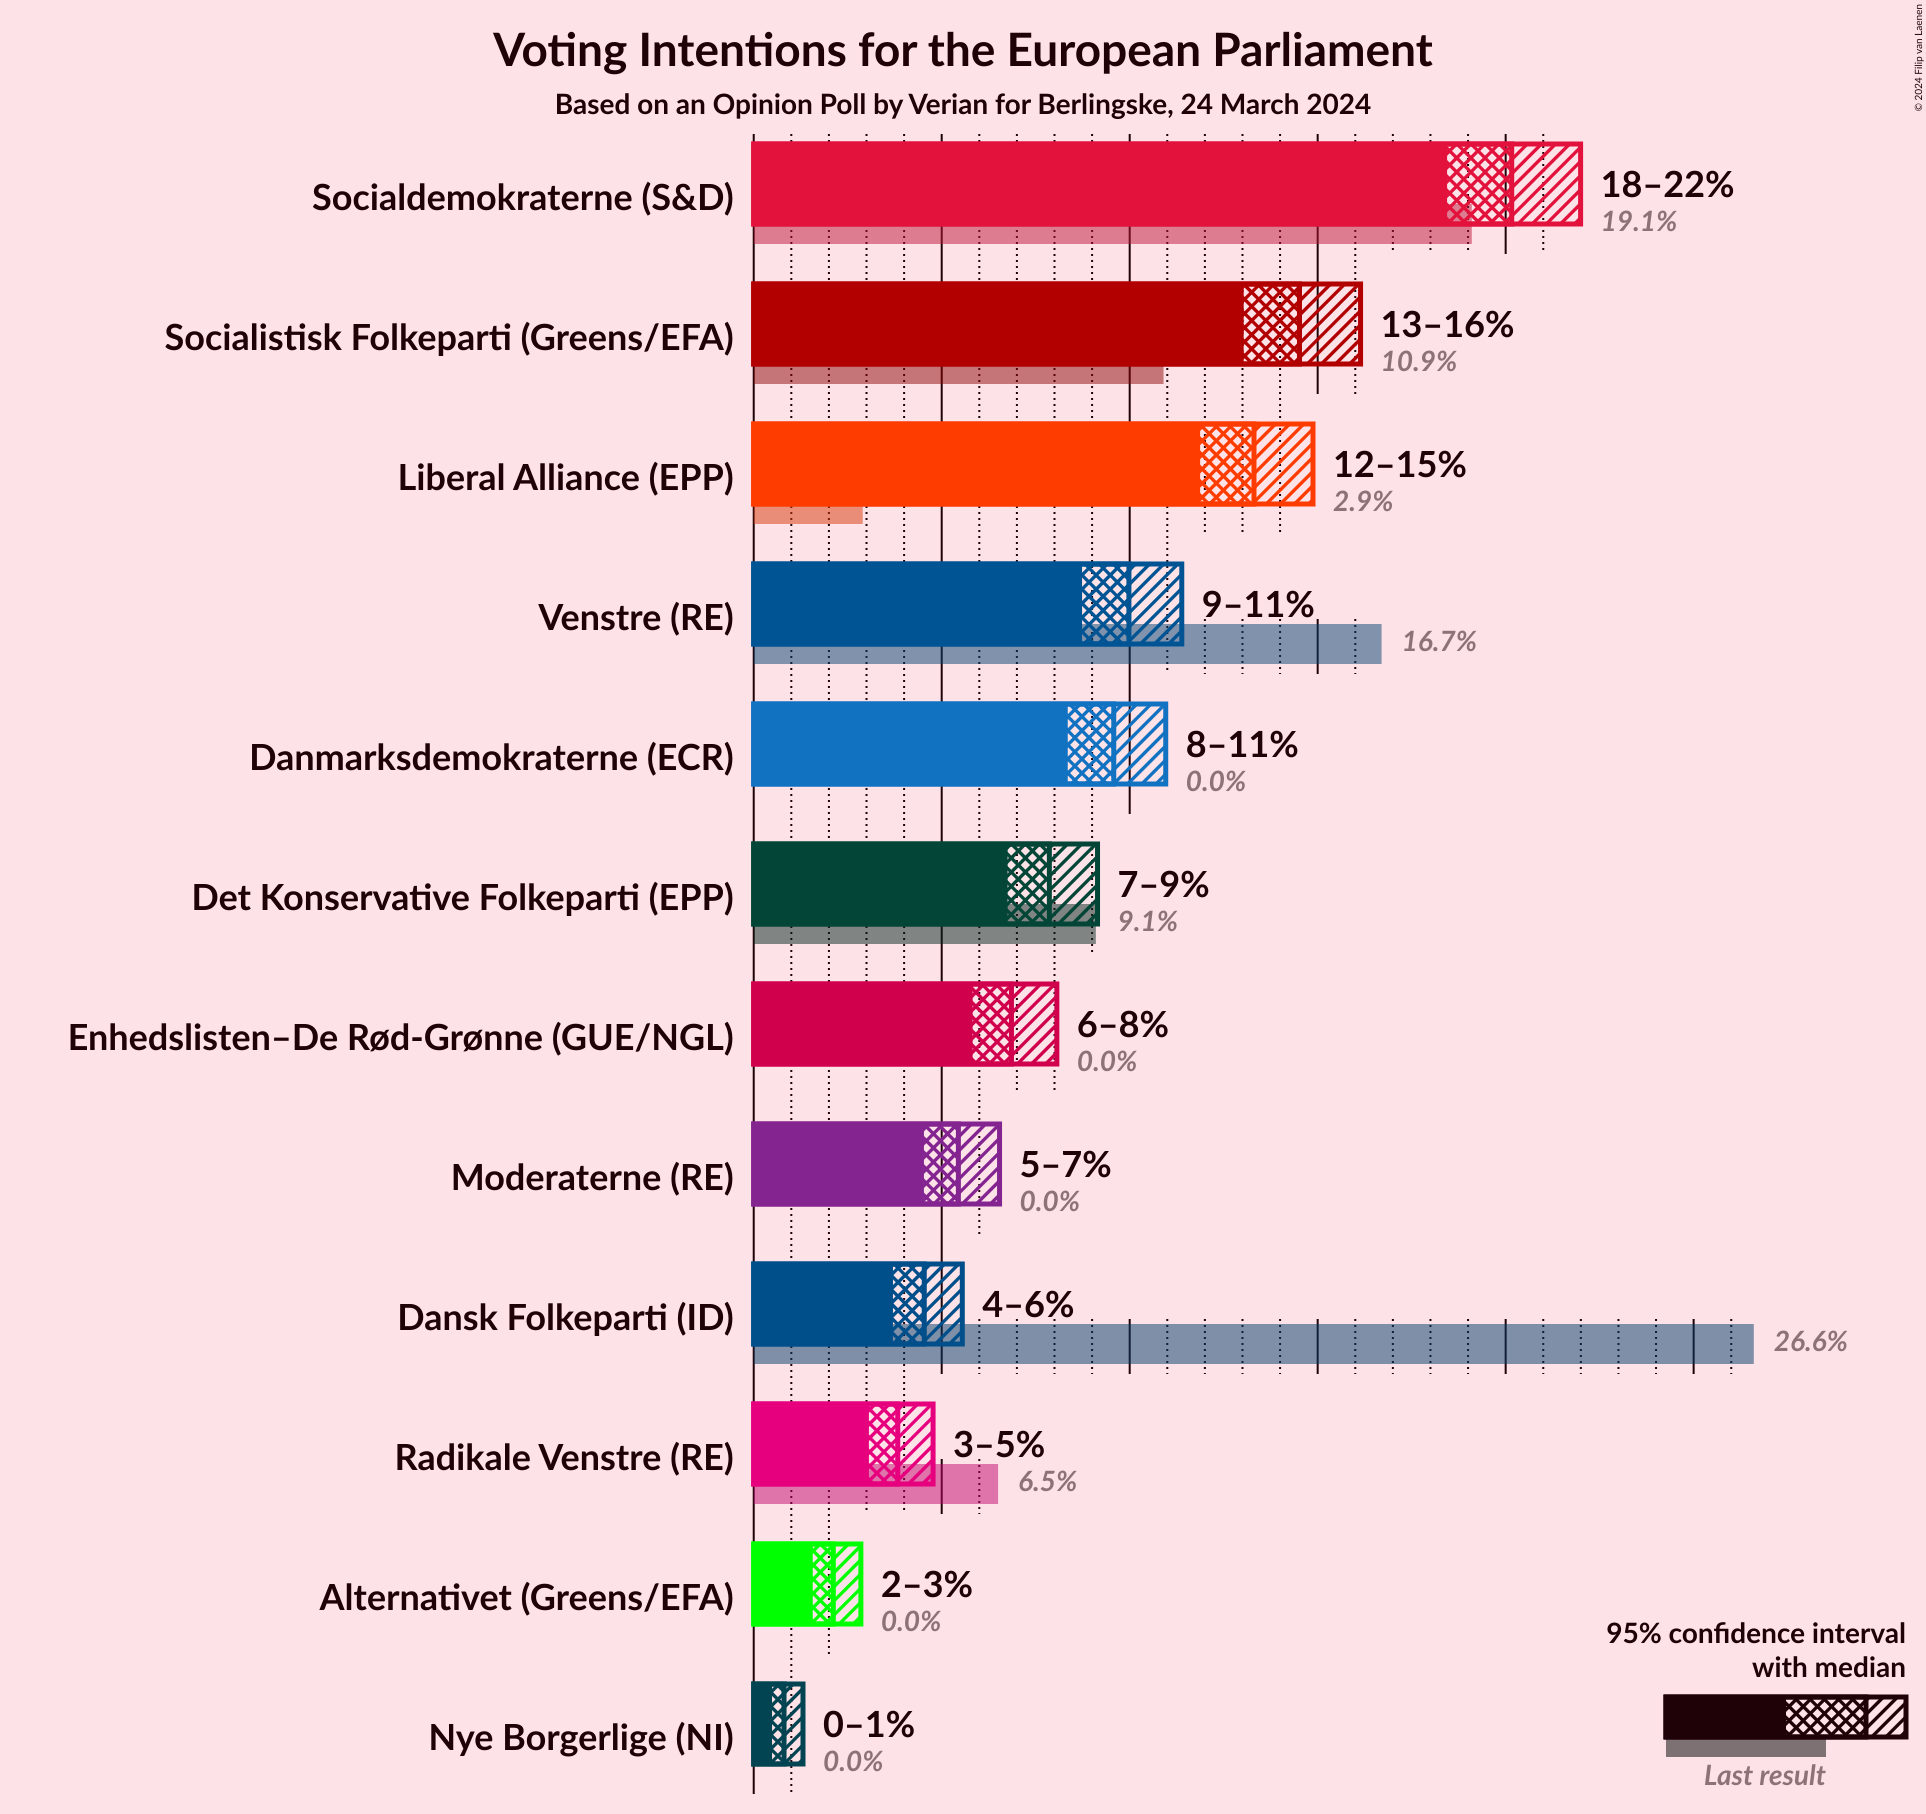 Voting Intentions for the European Parliament
Based on an Opinion Poll by Verian for Berlingske, 24 March 2024
© 2024 Filip van Laenen
Socialdemokraterne (S&D)
18–22%
19.1%
Socialistisk Folkeparti (Greens/EFA)
13–16%
10.9%
Liberal Alliance (EPP)
12–15%
2.9%
Venstre (RE)
9–11%
16.7%
Danmarksdemokraterne (ECR)
8–11%
0.0%
Det Konservative Folkeparti (EPP)
7–9%
9.1%
Enhedslisten–De Rød-Grønne (GUE/NGL)
6–8%
0.0%
Moderaterne (RE)
5–7%
0.0%
Dansk Folkeparti (ID)
4–6%
26.6%
Radikale Venstre (RE)
3–5%
6.5%
Alternativet (Greens/EFA)
2–3%
0.0%
Nye Borgerlige (NI)
0–1%
0.0%
95% confidence interval
with median
Last result